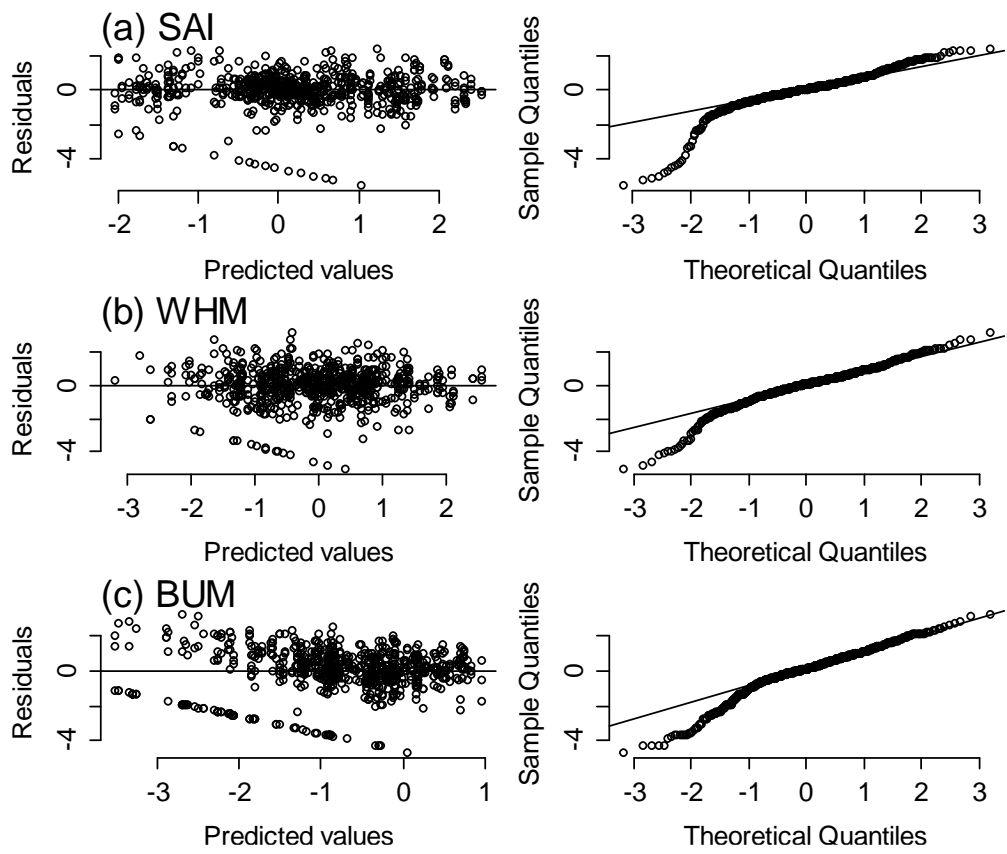 (a) SAI
Residuals
0
-4
-2 -1 0 1 2
Predicted values
Sample Quantiles
0
-4
-3 -2 -1 0 1 2 3
Theoretical Quantiles
(b) WHM
Residuals
0
-4
-3 -2 -1 0 1 2
Predicted values
Sample Quantiles
0
-4
-3 -2 -1 0 1 2 3
Theoretical Quantiles
(c) BUM
Residuals
0
-4
-3 -2 -1 0 1
Predicted values
Sample Quantiles
0
-4
-3 -2 -1 0 1 2 3
Theoretical Quantiles